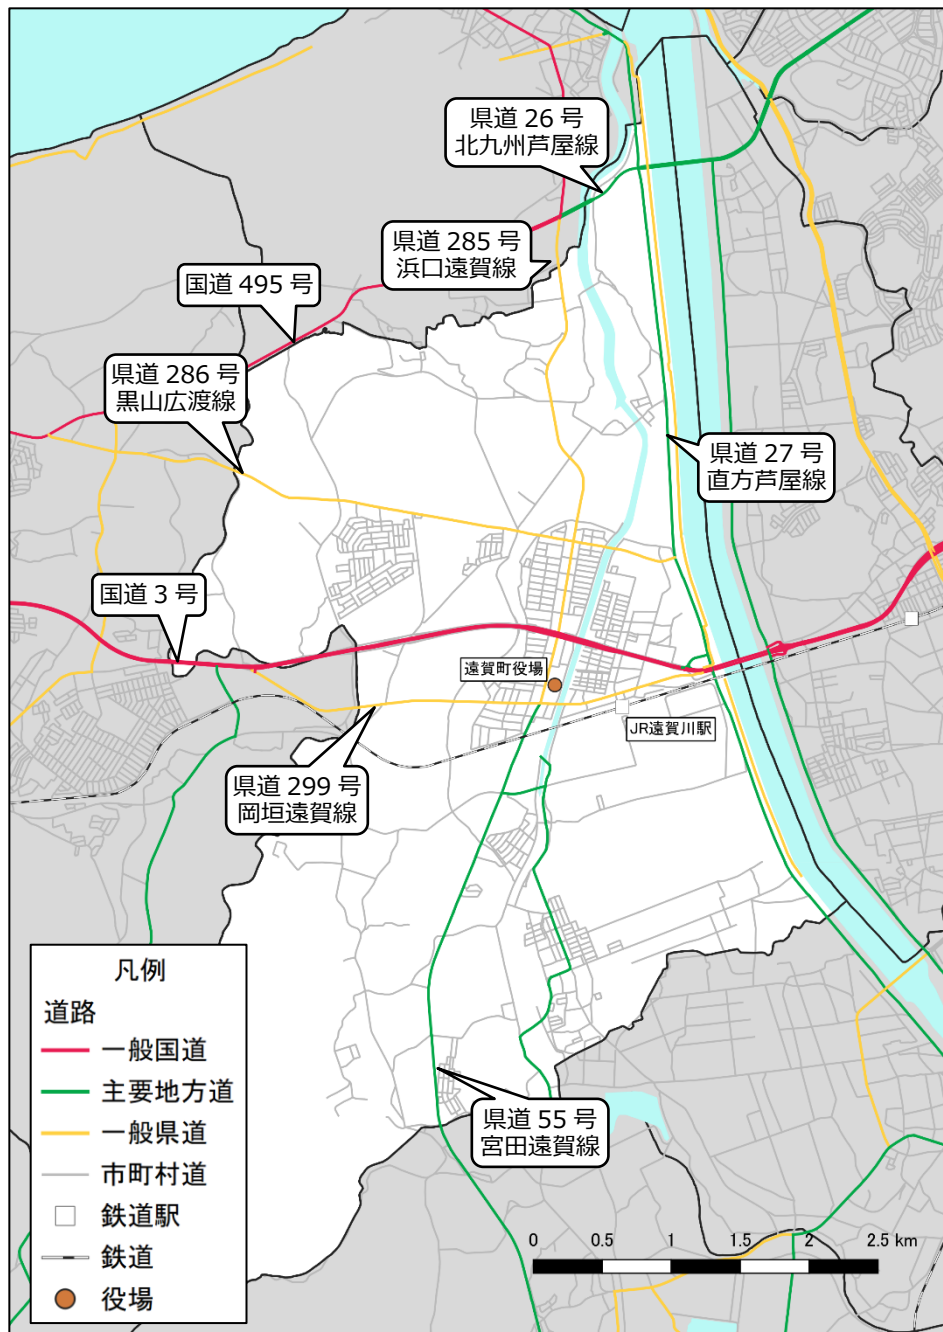 県道 26 号
北九州芦屋線
県道 285 号
浜口遠賀線
国道 495 号
県道 286 号
黒山広渡線
県道 27 号
直方芦屋線
国道 3 号
遠賀町役場
JR遠賀川駅
県道 299 号
岡垣遠賀線
県道 55 号
宮田遠賀線
凡例
道路
一般国道
主要地方道
一般県道
市町村道
鉄道駅
鉄道
役場
0 0.5 1 1.5 2 2.5 km